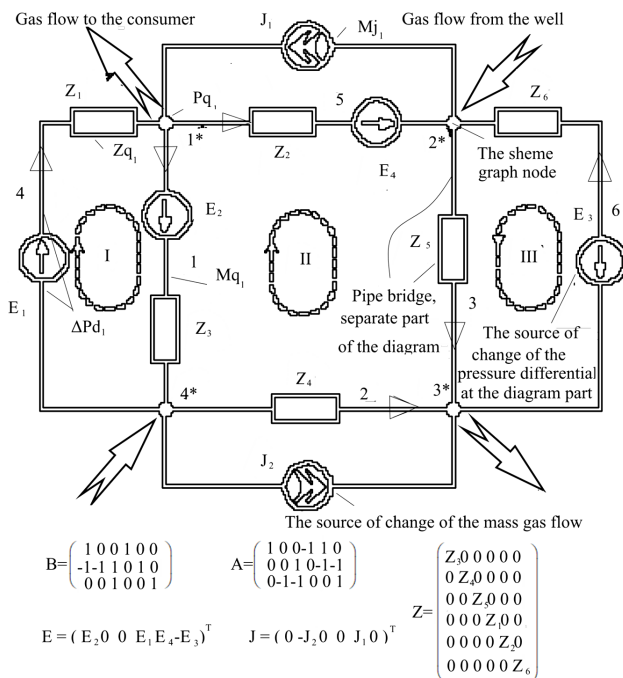 Gas flow to the consumer
J1
Mj1
Gas flow from the well
Z1
Pq1
5
Z6
1*
Z2
2*
Zq1
E4
The sheme
graph node
4
E2
E3
6
I
II
Z5
III`
1
Mq1
E1
Pipe bridge,
separate part
of the diagram
3
The source of
change of the
pressure differential
at the diagram part
ΔPd1
Z3
Z4
4*
2
3*
J2
The source of change of the mass gas flow
B= ( 1 0 0 1 0 0
-1-1 1 0 1 0
0 0 1 0 0 1 )
A= ( 1 0 0-1 1 0
0 0 1 0-1-1
0-1-1 0 0 1 )
Z= ( Z3 0 0 0 0 0
0 Z4 0 0 0 0
0 0 Z5 0 0 0
0 0 0 Z1 0 0
0 0 0 0 Z2 0
0 0 0 0 0 Z6 )
E = ( E2 0 0 E1 E4 -E3 )T
J = ( 0 -J2 0 0 J1 0 )T